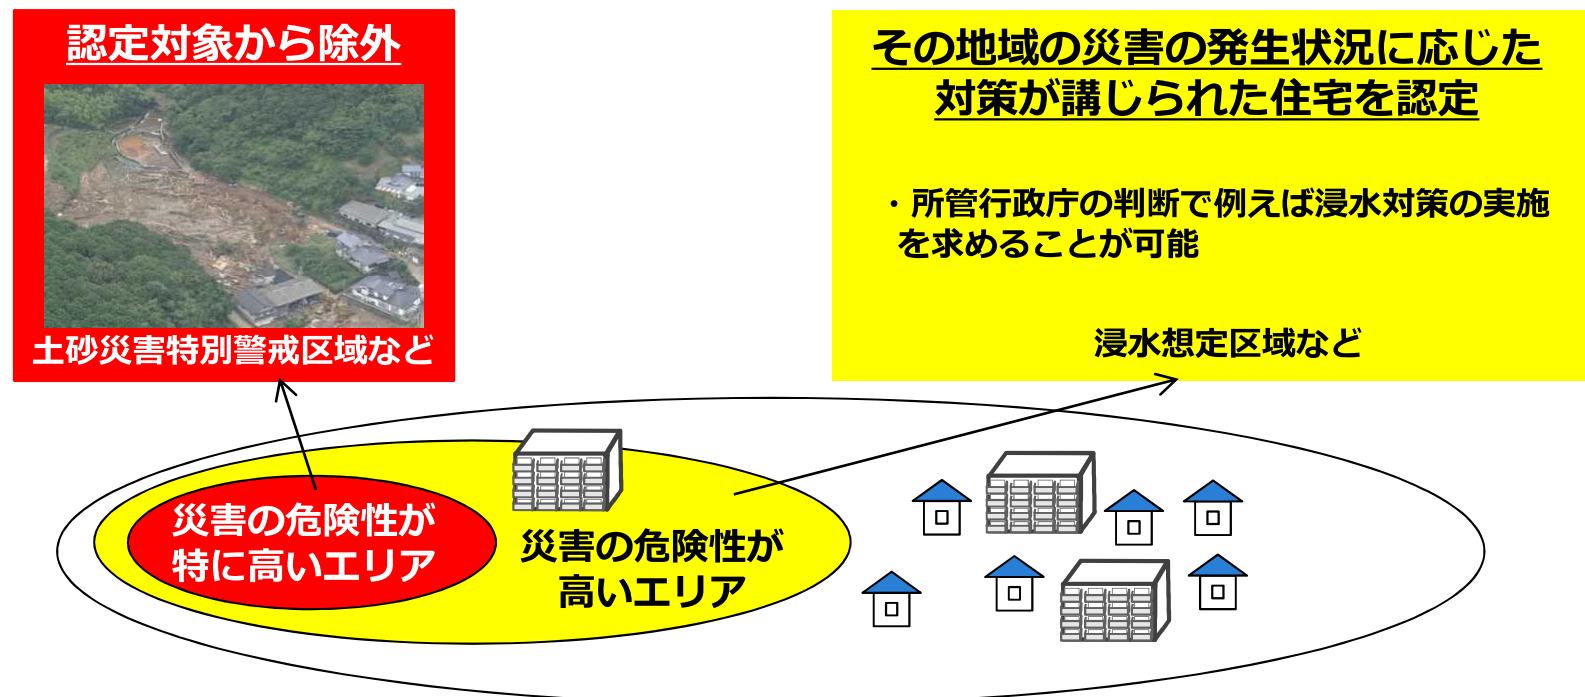 認定対象から除外
土砂災害特別警戒区域など
その地域の災害の発生状況に応じた
対策が講じられた住宅を認定
・所管行政庁の判断で例えば浸水対策の実施
を求めることが可能
浸水想定区域など
災害の危険性が
特に高いエリア
災害の危険性が
高いエリア